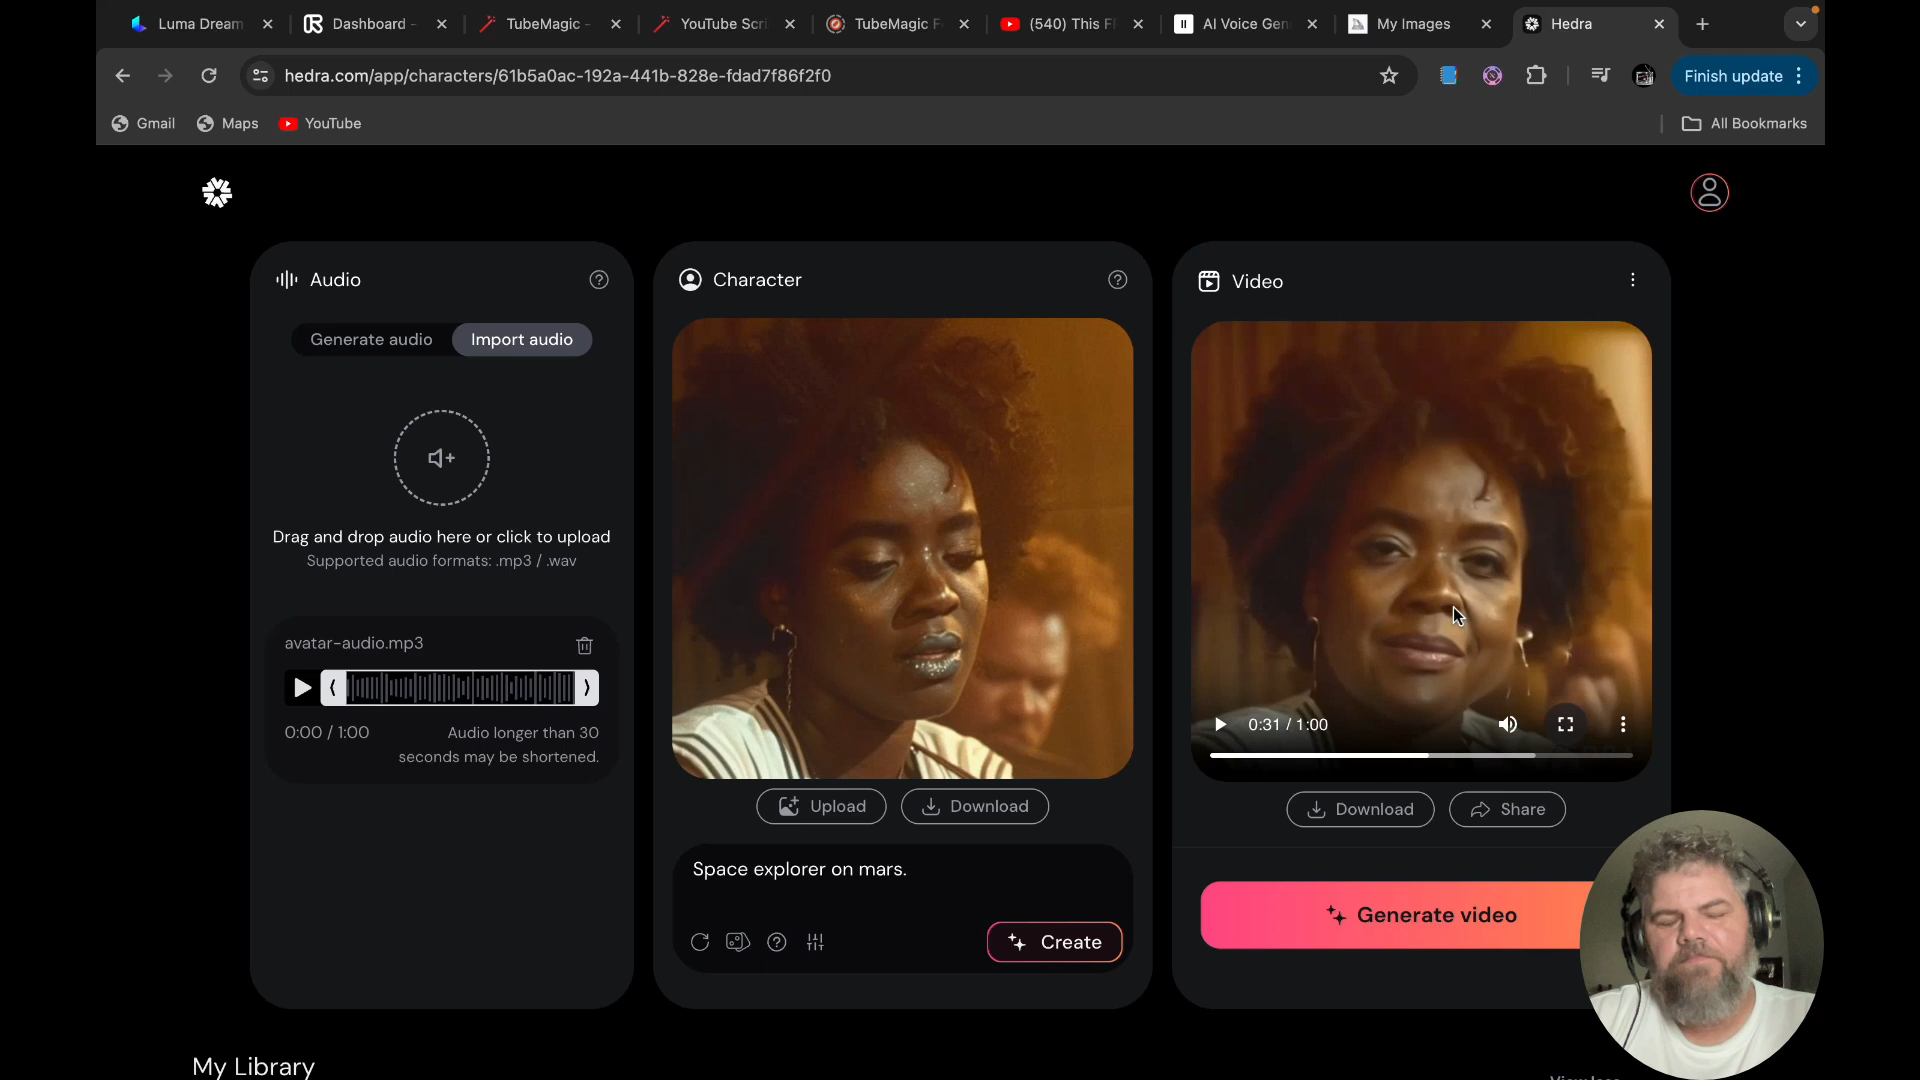 Luma Dream
Dashboard -
TubeMagic -
YouTube Scri
TubeMagic F
(540) This F
AI Voice Gen
My Images
Hedra
hedra.com/app/characters/61b5a0ac-192a-441b-828e-fdad7f86f2f0
Finish update
Gmail
Maps
YouTube
All Bookmarks
Audio
Generate audio
Import audio
Drag and drop audio here or click to upload
Supported audio formats: .mp3 / .wav
avatar-audio.mp3
0:00 / 1:00
Audio longer than 30
seconds may be shortened.
Character
Upload
Download
Space explorer on mars.
Create
Video
0:31 / 1:00
Download
Share
Generate video
My Library